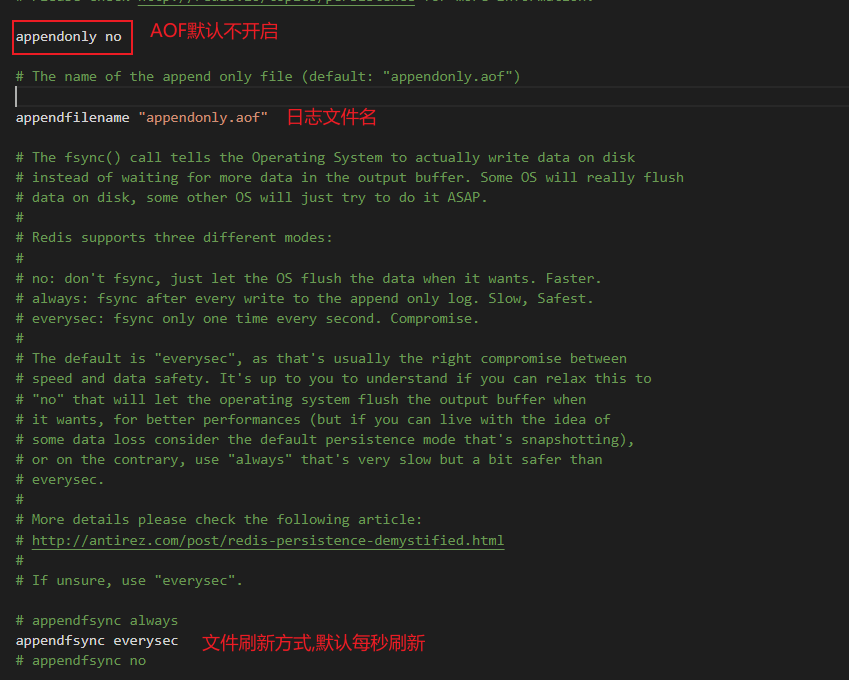 # Please check http://redis.io/topics/persistence for more information.
appendonly no AOF默认不开启
# The name of the append only file (default: "appendonly.aof")
appendfilename "appendonly.aof" 日志文件名
# The fsync() call tells the Operating System to actually write data on disk
# instead of waiting for more data in the output buffer. Some OS will really flush
# data on disk, some other OS will just try to do it ASAP.
#
# Redis supports three different modes:
#
# no: don't fsync, just let the OS flush the data when it wants. Faster.
# always: fsync after every write to the append only log. Slow, Safest.
# everysec: fsync only one time every second. Compromise.
#
# The default is "everysec", as that's usually the right compromise between
# speed and data safety. It's up to you to understand if you can relax this to
# "no" that will let the operating system flush the output buffer when
# it wants, for better performances (but if you can live with the idea of
# some data loss consider the default persistence mode that's snapshotting),
# or on the contrary, use "always" that's very slow but a bit safer than
# everysec.
#
# More details please check the following article:
# http://antirez.com/post/redis-persistence-demystified.html
#
# If unsure, use "everysec".
# appendfsync always
appendfsync everysec 文件刷新方式,默认每秒刷新
# appendfsync no